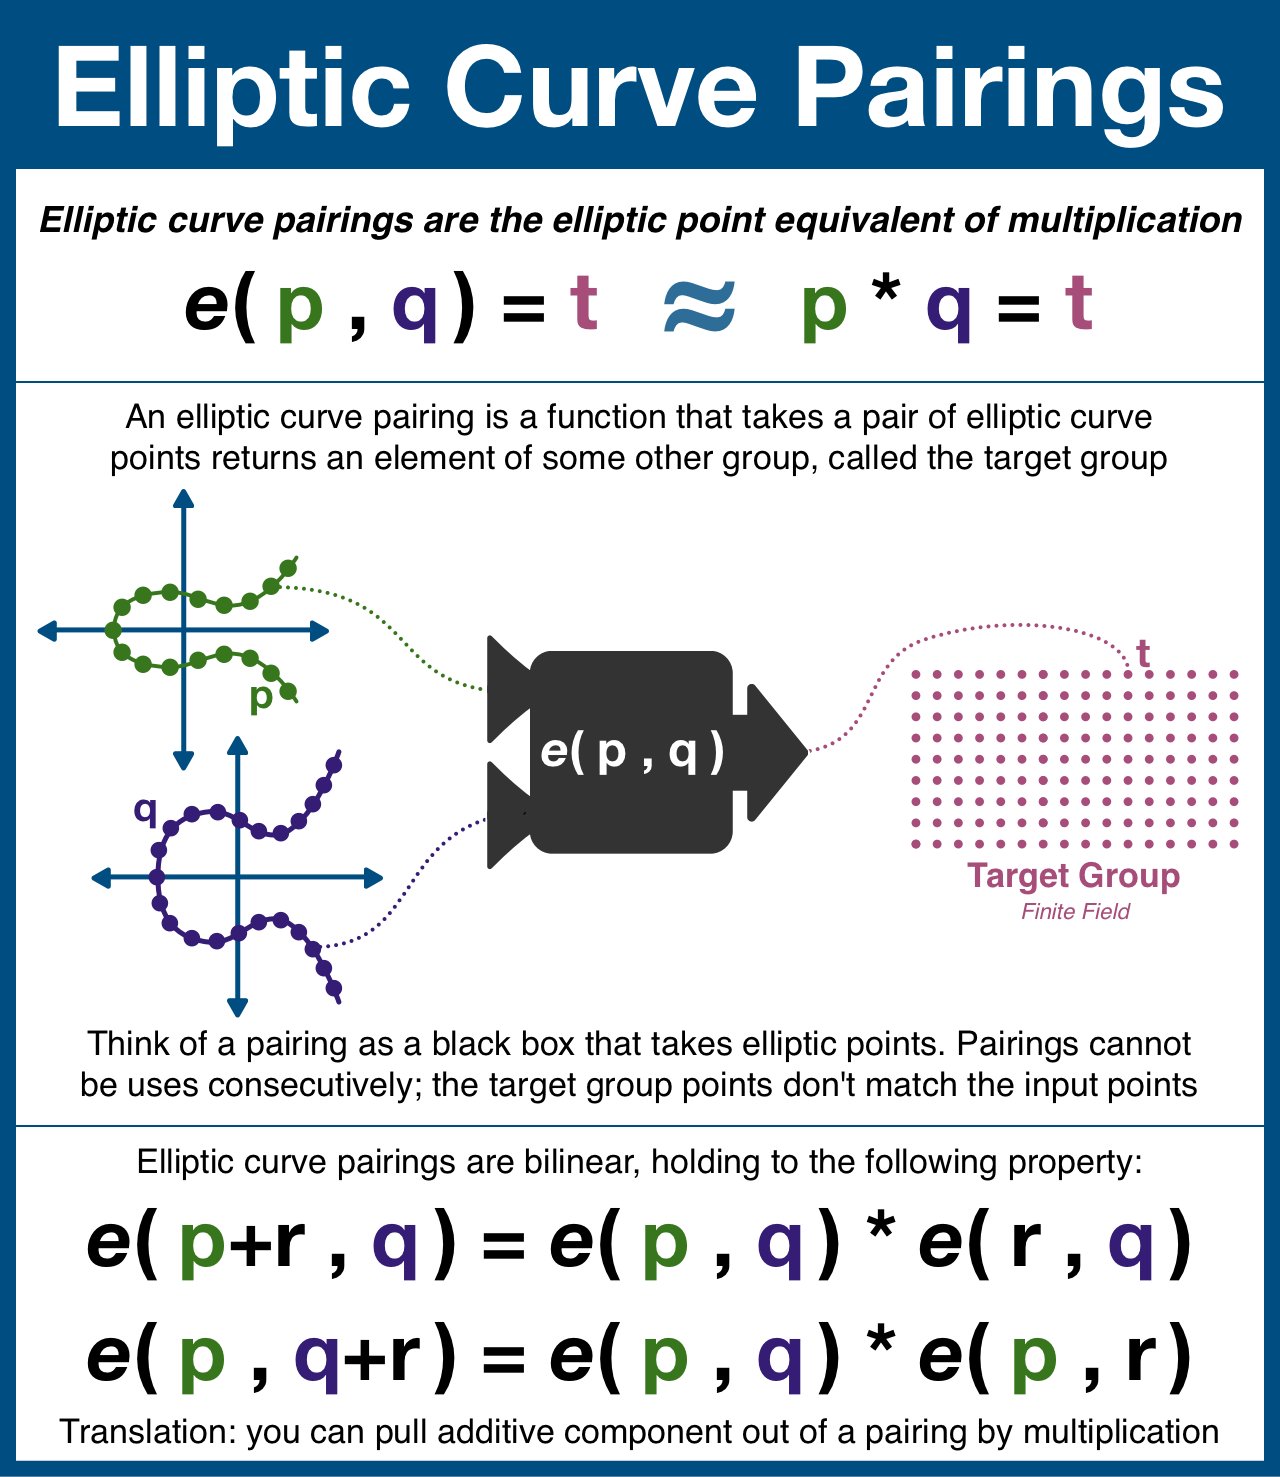 Elliptic Curve Pairings
Elliptic curve pairings are the elliptic point equivalent of multiplication
e( p , q ) = t ≈ p * q = t
An elliptic curve pairing is a function that takes a pair of elliptic curve
points returns an element of some other group, called the target group
p
q
e( p , q )
t
Target Group
Finite Field
Think of a pairing as a black box that takes elliptic points. Pairings cannot
be uses consecutively; the target group points don't match the input points
Elliptic curve pairings are bilinear, holding to the following property:
e( p+r , q ) = e( p , q ) * e( r , q )
e( p , q+r ) = e( p , q ) * e( p , r )
Translation: you can pull additive component out of a pairing by multiplication